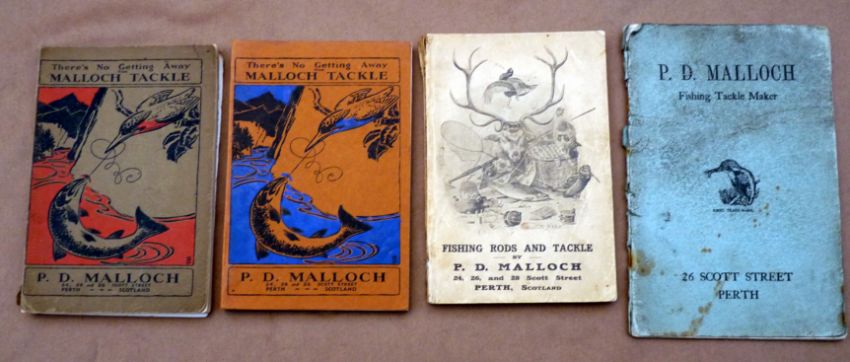 There's No Getting Away
MALLOCH TACKLE
P. D. MALLOCH
24, 26 and 28 SCOTT STREET
PERTH - - - SCOTLAND
There's No Getting Away
MALLOCH TACKLE
P. D. MALLOCH
24, 26 and 28 SCOTT STREET
PERTH - - - SCOTLAND
FISHING RODS AND TACKLE
BY
P. D. MALLOCH
24, 26, and 28 Scott Street
PERTH, SCOTLAND
P. D. MALLOCH
Fishing Tackle Maker
26 SCOTT STREET
PERTH